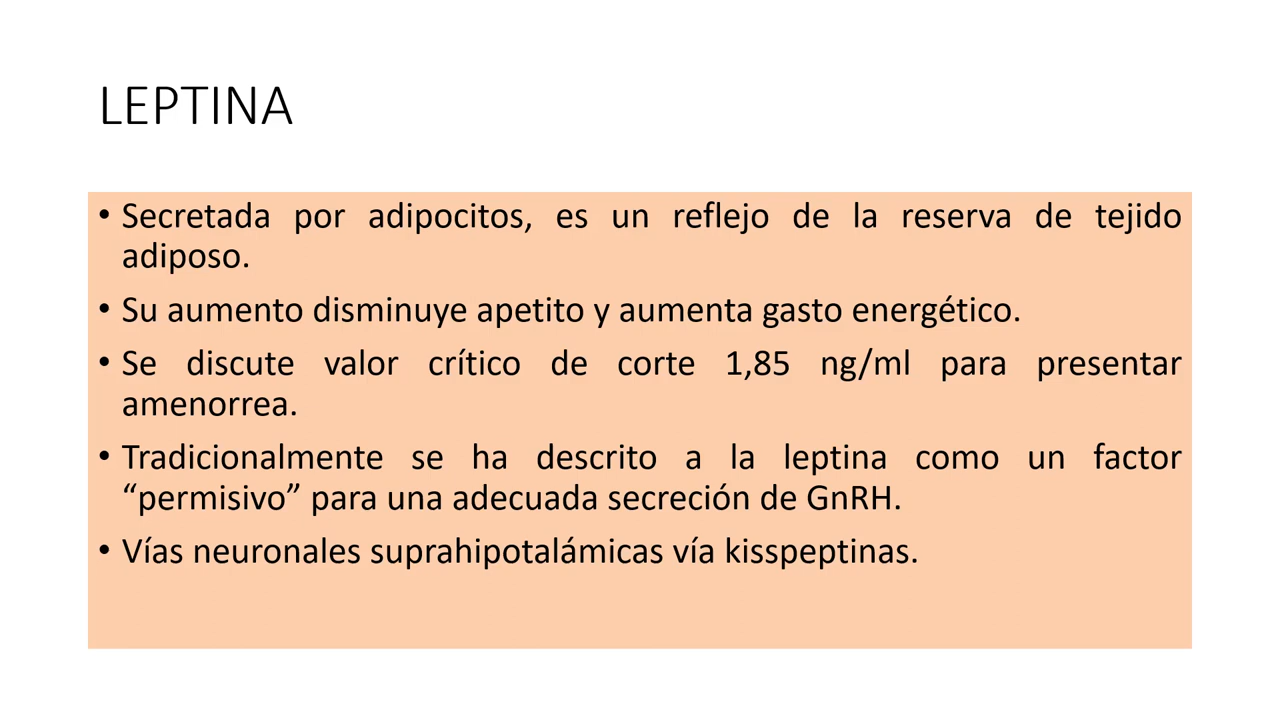 LEPTINA
• Secretada por adipocitos, es un reflejo de la reserva de tejido
adiposo.
• Su aumento disminuye apetito y aumenta gasto energético.
• Se discute valor crítico de corte 1,85 ng/ml para presentar
amenorrea.
• Tradicionalmente se ha descrito a la leptina como un factor
“permisivo” para una adecuada secreción de GnRH.
• Vías neuronales suprahipotalámicas vía kisspeptinas.